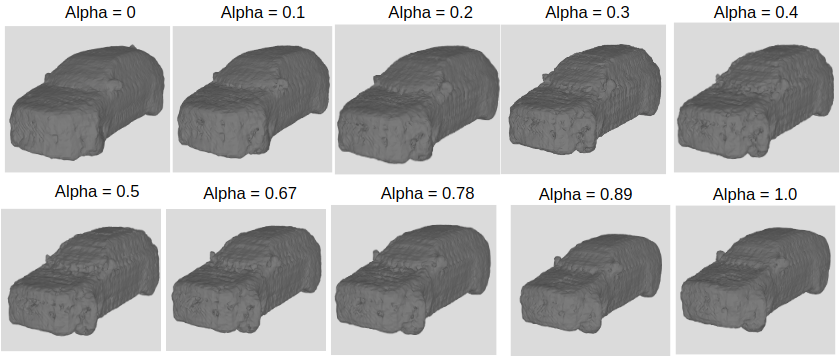 Alpha = 0
Alpha = 0.1
Alpha = 0.2
Alpha = 0.3
Alpha = 0.4
Alpha = 0.5
Alpha = 0.67
Alpha = 0.78
Alpha = 0.89
Alpha = 1.0